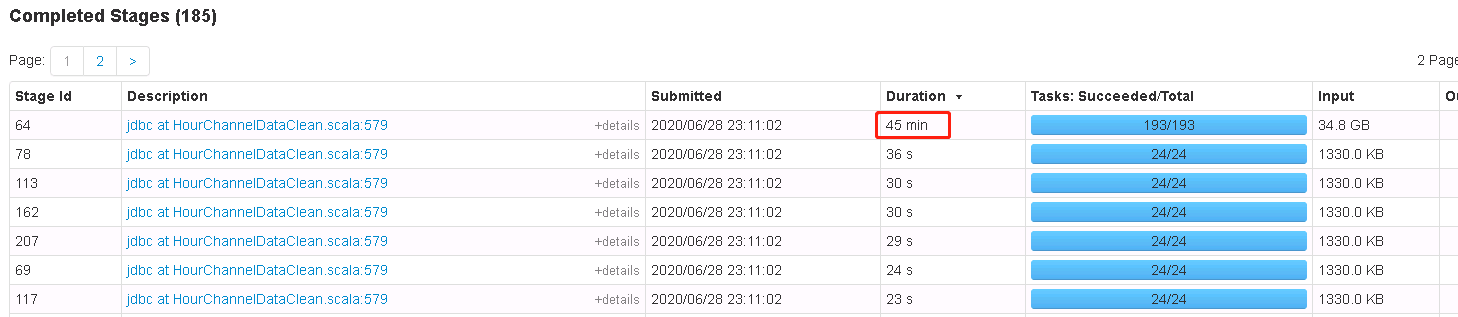 Completed Stages (185)
Page: 1 2 > 2 Page
Stage Id Description Submitted Duration Tasks: Succeeded/Total Input
64 jdbc at HourChannelDataClean.scala:579 +details 2020/06/28 23:11:02 45 min 193/193 34.8 GB
78 jdbc at HourChannelDataClean.scala:579 +details 2020/06/28 23:11:02 36 s 24/24 1330.0 KB
113 jdbc at HourChannelDataClean.scala:579 +details 2020/06/28 23:11:02 30 s 24/24 1330.0 KB
162 jdbc at HourChannelDataClean.scala:579 +details 2020/06/28 23:11:02 30 s 24/24 1330.0 KB
207 jdbc at HourChannelDataClean.scala:579 +details 2020/06/28 23:11:02 29 s 24/24 1330.0 KB
69 jdbc at HourChannelDataClean.scala:579 +details 2020/06/28 23:11:02 24 s 24/24 1330.0 KB
117 jdbc at HourChannelDataClean.scala:579 +details 2020/06/28 23:11:02 23 s 24/24 1330.0 KB